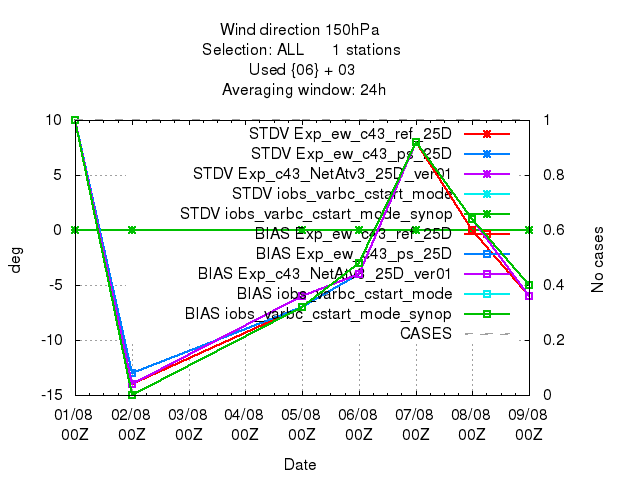 Wind direction 150hPa
Selection: ALL 1 stations
Used {06} + 03
Averaging window: 24h
10 1
STDV Exp_ew_c43_ref_25D
STDV Exp_ew_c43_ps_25D
5 STDV Exp_c43_NetAtv3_25D_ver01 0.8
STDV iobs_varbc_cstart_mode
STDV iobs_varbc_cstart_mode_synop
0 BIAS Exp_ew_c43_ref_25D 0.6
BIAS Exp_ew_c43_ps_25D
deg No cases
-5 BIAS Exp_c43_NetAtv3_25D_ver01 0.4
BIAS iobs_varbc_cstart_mode
BIAS iobs_varbc_cstart_mode_synop
-10 CASES 0.2
-15 0
01/08 02/08 03/08 04/08 05/08 06/08 07/08 08/08 09/08
00Z 00Z 00Z 00Z 00Z 00Z 00Z 00Z 00Z
Date